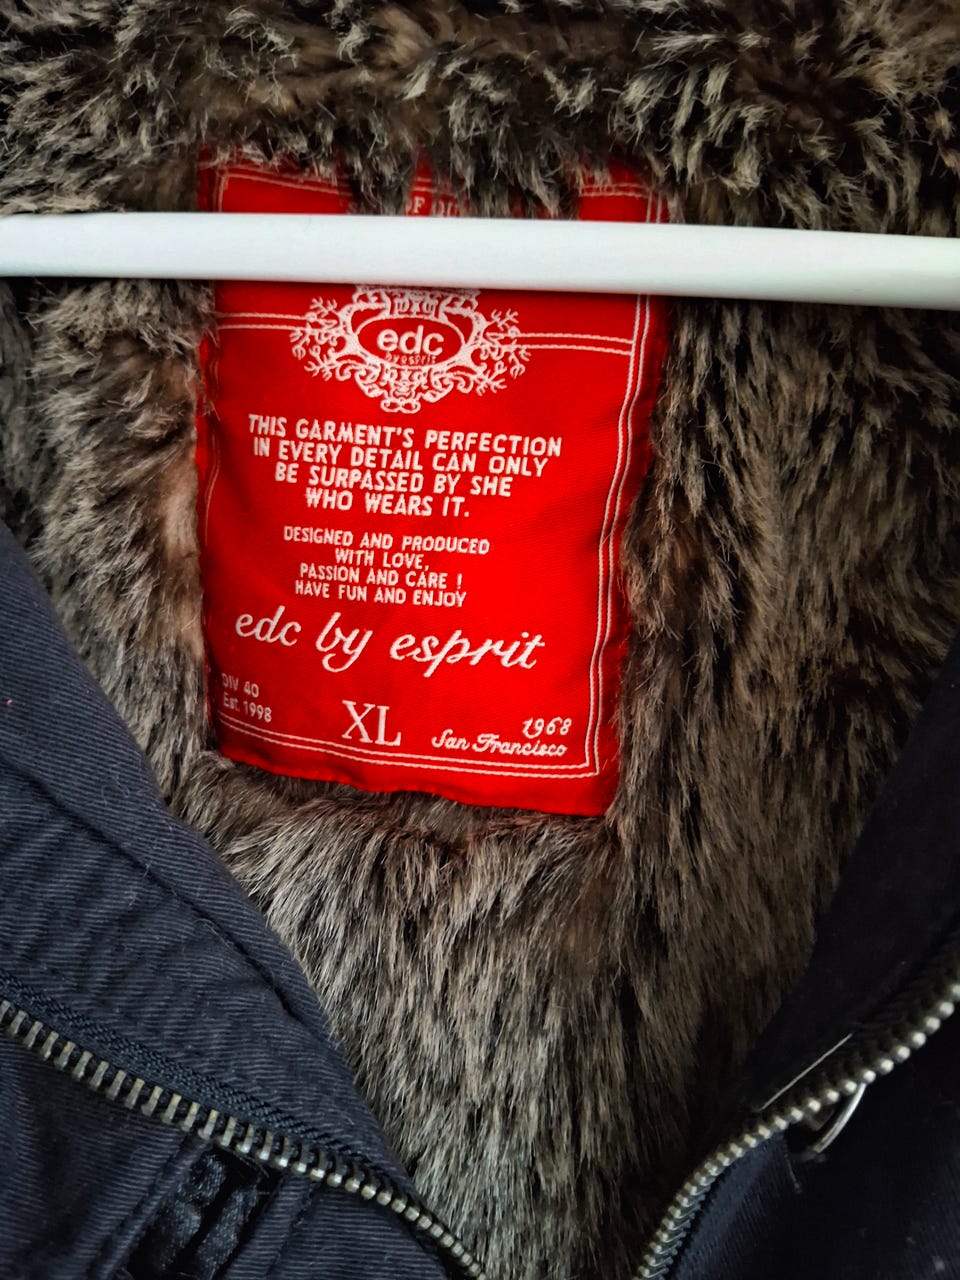 edc
by esprit
THIS GARMENT'S PERFECTION
IN EVERY DETAIL CAN ONLY
BE SURPASSED BY SHE
WHO WEARS IT.
DESIGNED AND PRODUCED
WITH LOVE,
PASSION AND CARE !
HAVE FUN AND ENJOY
edc by esprit
DIV 40
Est. 1998
XL
1968
San Francisco